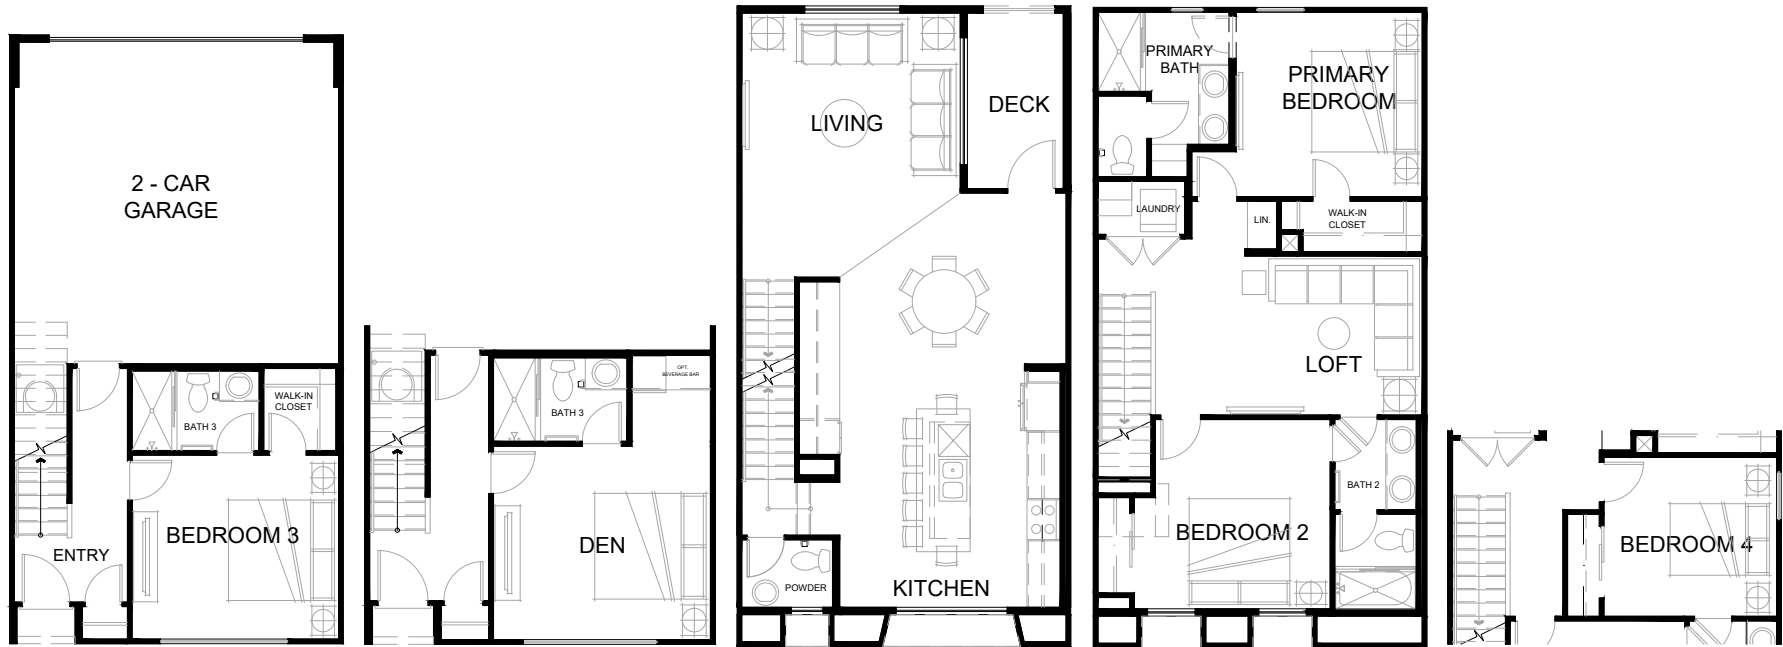 2 - CAR
GARAGE
WALK-IN
CLOSET
BATH 3
BEDROOM 3
ENTRY
OPT.
BEVERAGE BAR
BATH 3
DEN
LIVING
DECK
KITCHEN
POWDER
PRIMARY
BATH
PRIMARY
BEDROOM
LAUNDRY
LIN.
WALK-IN
CLOSET
LOFT
BATH 2
BEDROOM 2
BEDROOM 4